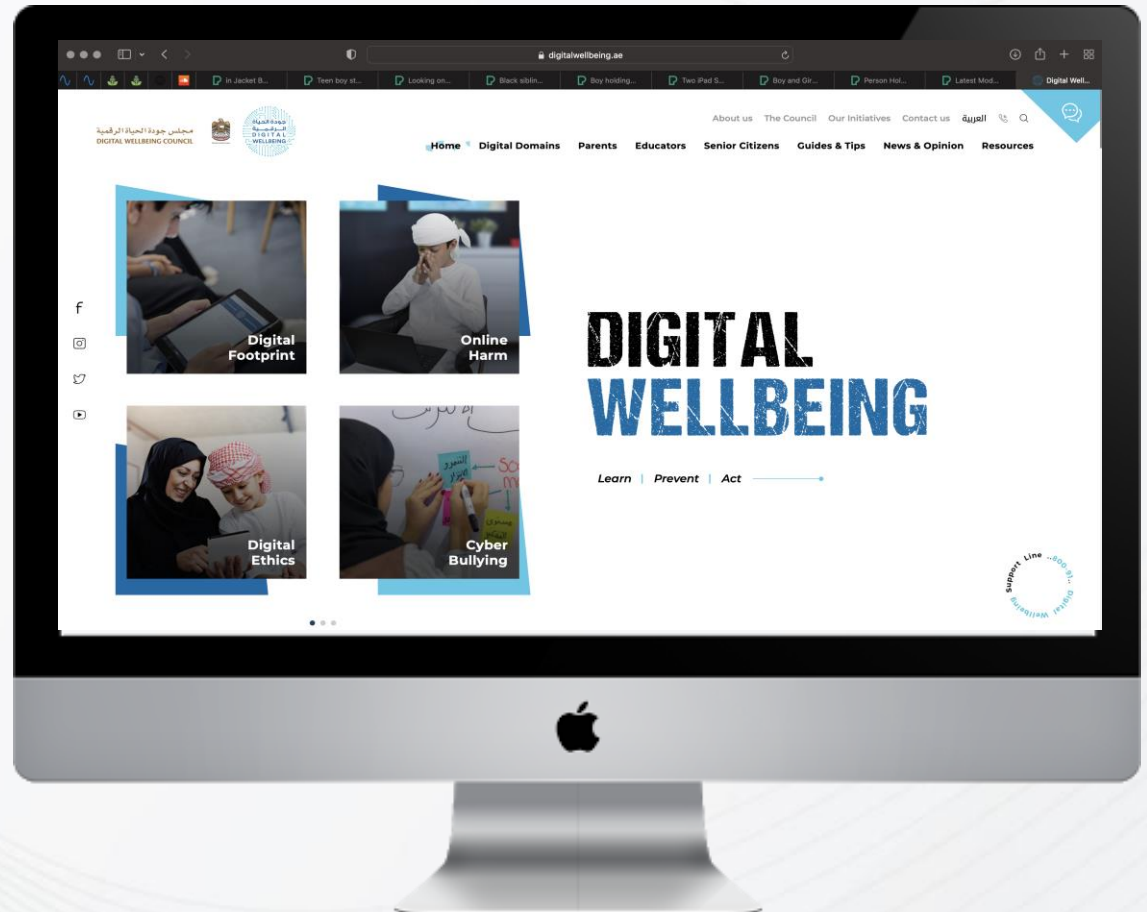 digitalwellbeing.ae
in Jacket B...
Teen boy st...
Looking on...
Black siblin...
Boy holding...
Two iPad S...
Boy and Gir...
Person Hol...
Latest Mod...
Digital Well...
مجلس جودة الحياة الرقمية
DIGITAL WELLBEING COUNCIL
جودة الحياة
الرقمية
DIGITAL
WELLBEING
About us The Council Our Initiatives Contact us العربية
Home Digital Domains Parents Educators Senior Citizens Guides & Tips News & Opinion Resources
Digital
Footprint
Online
Harm
Digital
Ethics
Cyber
Bullying
DIGITAL
WELLBEING
Learn | Prevent | Act
Support Line ..800-91.. Digital Wellbeing